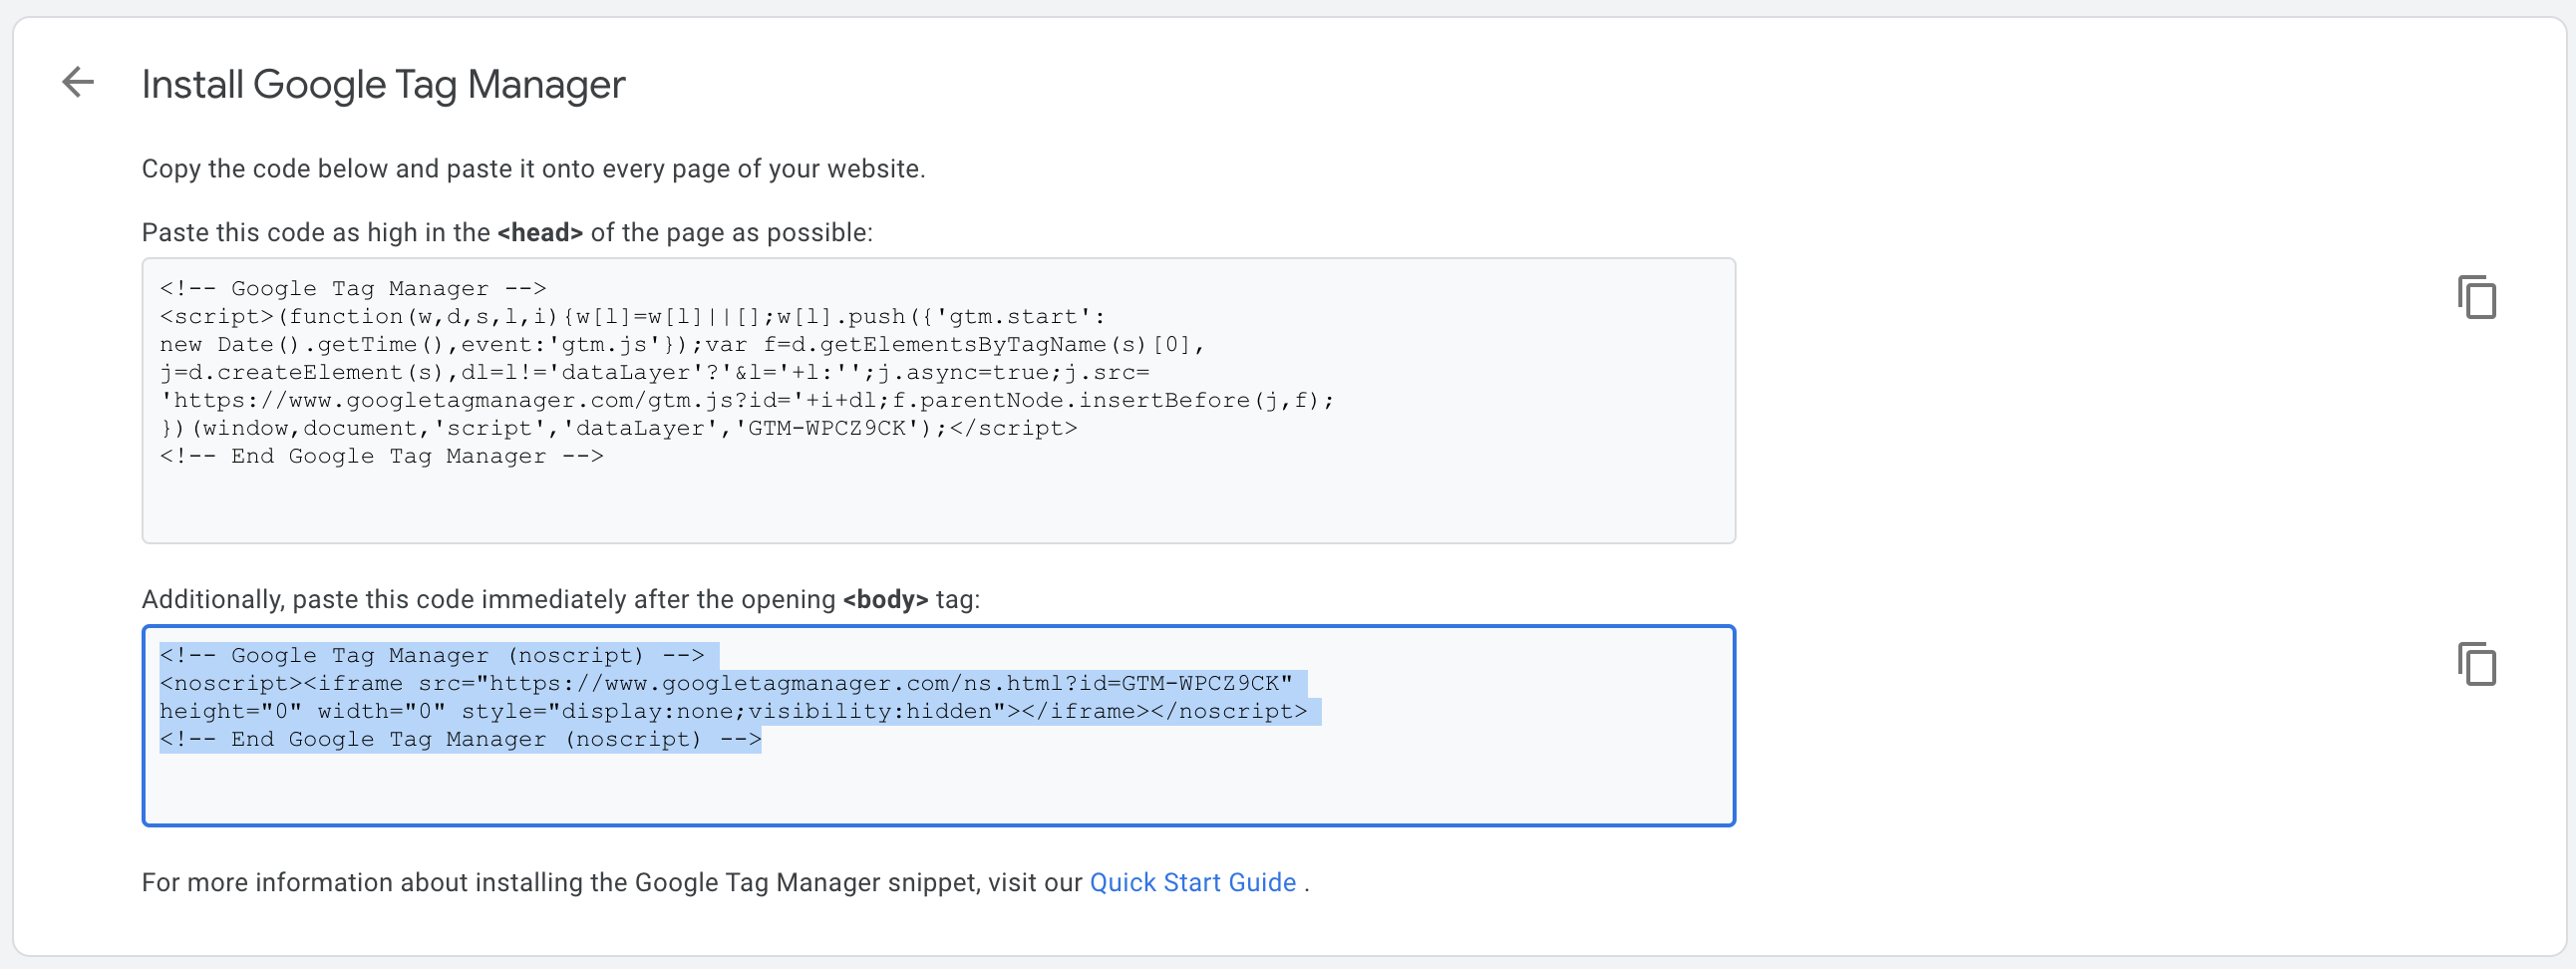 Install Google Tag Manager
Copy the code below and paste it onto every page of your website.
Paste this code as high in the <head> of the page as possible:
<!-- Google Tag Manager -->
<script>(function(w,d,s,l,i){w[l]=w[l]||[];w[l].push({'gtm.start':
new Date().getTime(),event:'gtm.js'});var f=d.getElementsByTagName(s)[0],
j=d.createElement(s),dl=l!='dataLayer'?'&l='+l:'';j.async=true;j.src=
'https://www.googletagmanager.com/gtm.js?id='+i+dl;f.parentNode.insertBefore(j,f);
})(window,document,'script','dataLayer','GTM-WPCZ9CK');</script>
<!-- End Google Tag Manager -->
Additionally, paste this code immediately after the opening <body> tag:
<!-- Google Tag Manager (noscript) -->
<noscript><iframe src="https://www.googletagmanager.com/ns.html?id=GTM-WPCZ9CK"
height="0" width="0" style="display:none;visibility:hidden"></iframe></noscript>
<!-- End Google Tag Manager (noscript) -->
For more information about installing the Google Tag Manager snippet, visit our Quick Start Guide .